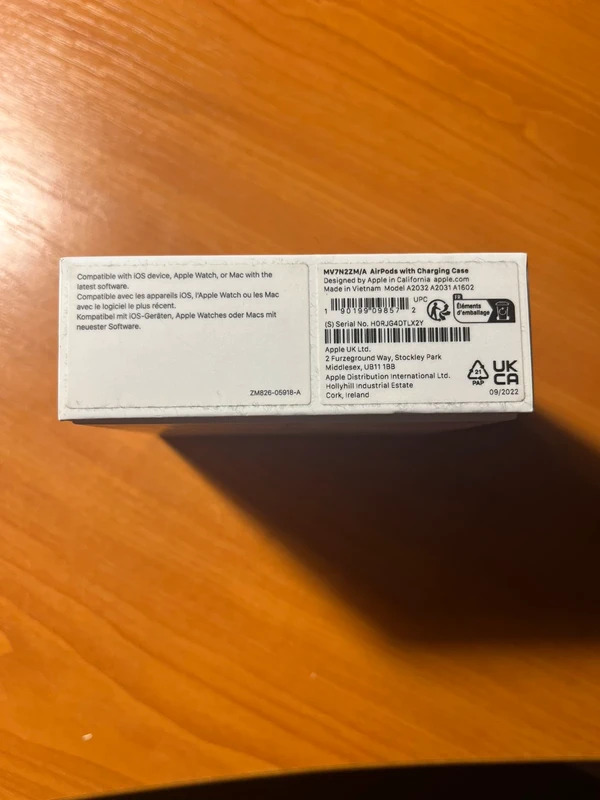 Compatible with iOS device, Apple Watch, or Mac with the
latest software.
Compatible avec les appareils iOS, l'Apple Watch ou les Mac
avec le logiciel le plus récent.
Kompatibel mit iOS-Geräten, Apple Watches oder Macs mit
neuester Software.
ZM826-05918-A
MV7N2ZM/A AirPods with Charging Case
Designed by Apple in California apple.com
Made in Vietnam Model A2032 A2031 A1602
UPC
1 90199 09857 2
FR
Éléments
d'emballage
(S) Serial No. H0RJG4DTLX2Y
Apple UK Ltd.
2 Furzeground Way, Stockley Park
Middlesex, UB11 1BB
Apple Distribution International Ltd.
Hollyhill Industrial Estate
Cork, Ireland
21
PAP
UK
CA
09/2022